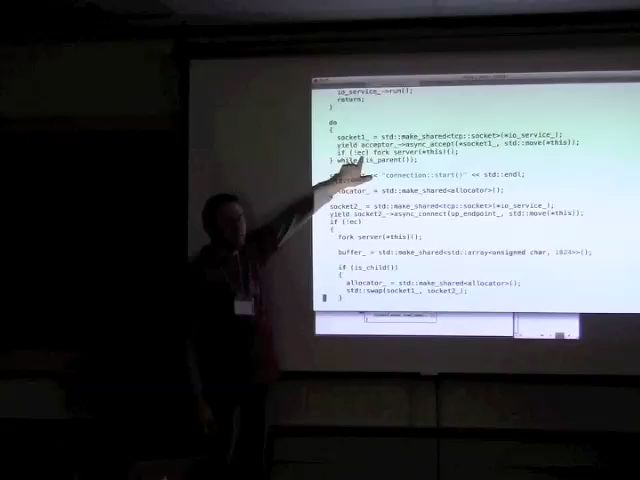 io_service_->run();
return;
}
do
{
socket1_ = std::make_shared<tcp::socket>(*io_service_);
yield acceptor_->async_accept(*socket1_, std::move(*this));
if (!ec) fork server(*this)();
} while (is_parent());
<< "connection::start()" << std::endl;
allocator_ = std::make_shared<allocator>();
socket2_ = std::make_shared<tcp::socket>(*io_service_);
yield socket2_->async_connect(up_endpoint_, std::move(*this));
if (!ec)
{
fork server(*this)();
buffer_ = std::make_shared<std::array<unsigned char, 1024>>();
if (is_child())
{
allocator_ = std::make_shared<allocator>();
std::swap(socket1_, socket2_);
}